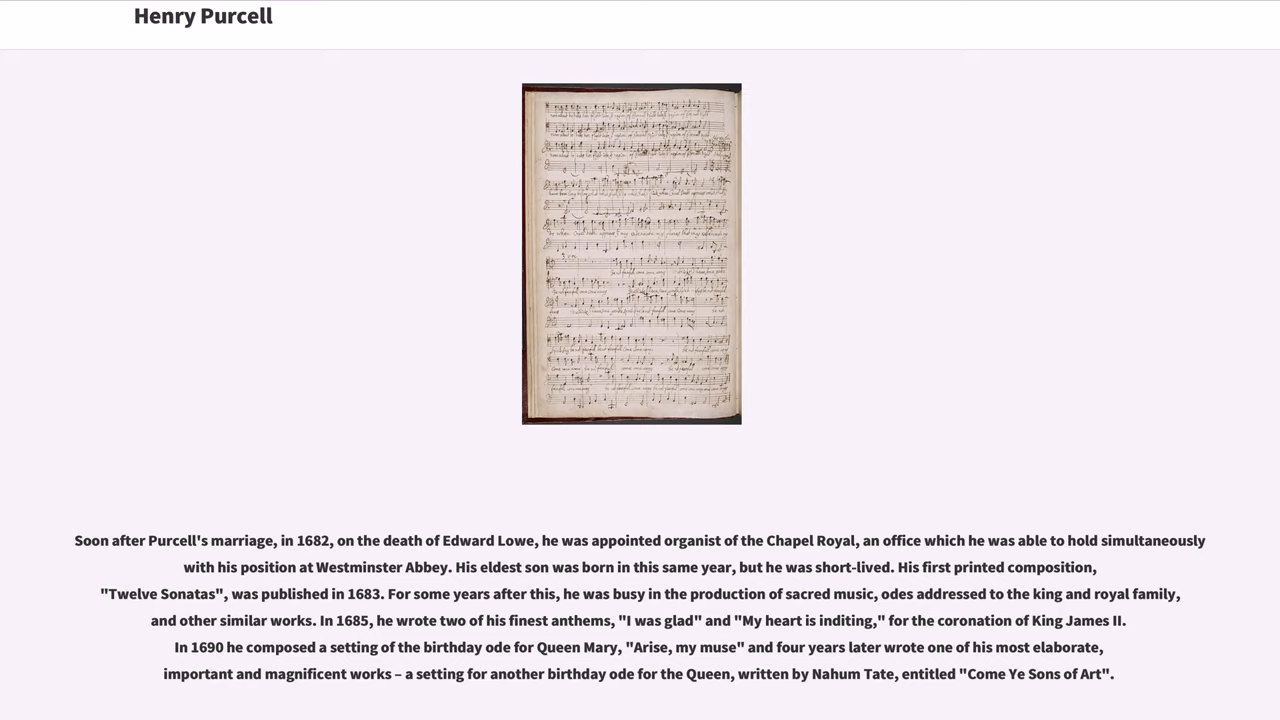 Henry Purcell
Soon after Purcell's marriage, in 1682, on the death of Edward Lowe, he was appointed organist of the Chapel Royal, an office which he was able to hold simultaneously
with his position at Westminster Abbey. His eldest son was born in this same year, but he was short-lived. His first printed composition,
"Twelve Sonatas", was published in 1683. For some years after this, he was busy in the production of sacred music, odes addressed to the king and royal family,
and other similar works. In 1685, he wrote two of his finest anthems, "I was glad" and "My heart is inditing," for the coronation of King James II.
In 1690 he composed a setting of the birthday ode for Queen Mary, "Arise, my muse" and four years later wrote one of his most elaborate,
important and magnificent works – a setting for another birthday ode for the Queen, written by Nahum Tate, entitled "Come Ye Sons of Art".